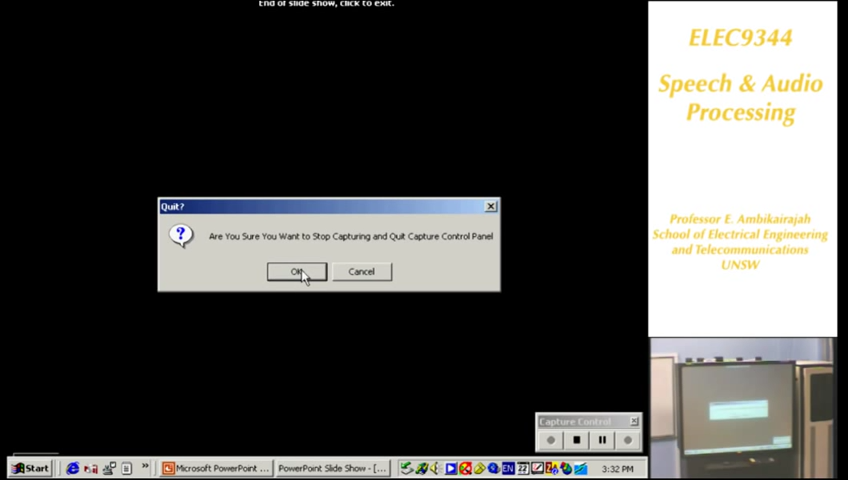 End of slide show, click to exit.
Quit?
Are You Sure You Want to Stop Capturing and Quit Capture Control Panel
OK
Cancel
Capture Control
Start
»
Microsoft PowerPoint ...
PowerPoint Slide Show - [...
EN
3:32 PM
ELEC9344
Speech & Audio
Processing
Professor E. Ambikairajah
School of Electrical Engineering
and Telecommunications
UNSW